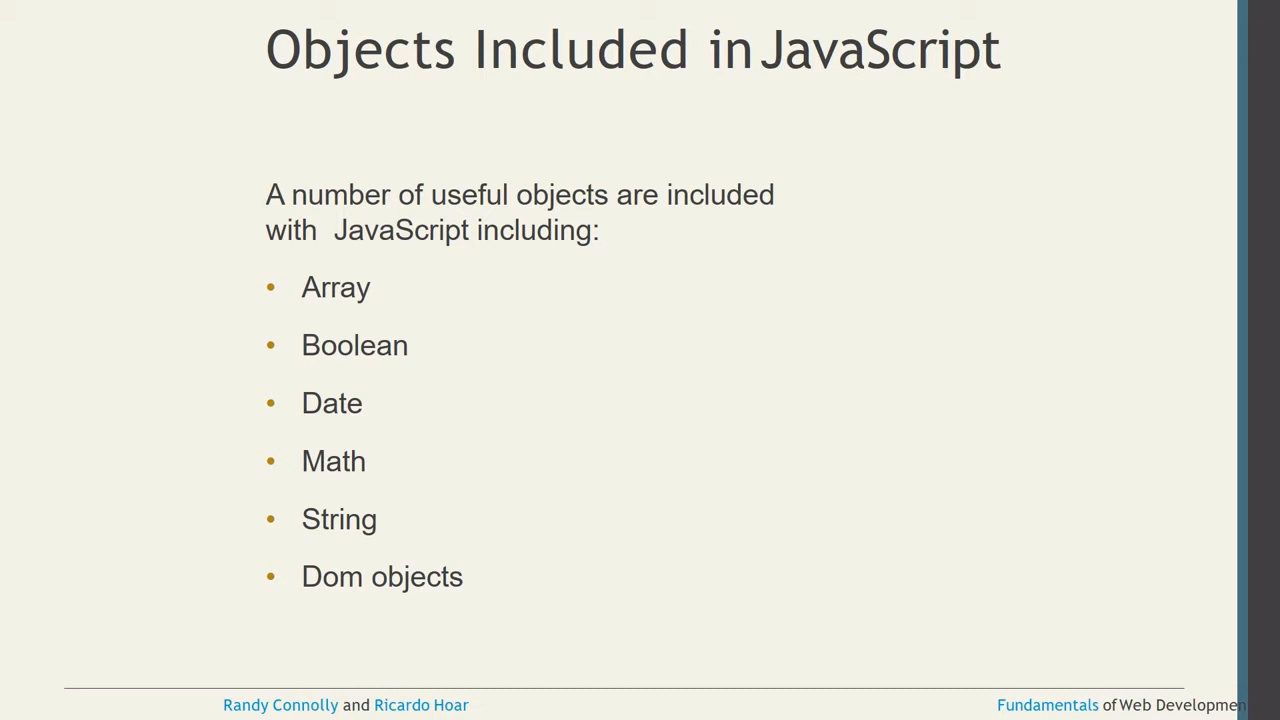 Objects Included in JavaScript
A number of useful objects are included
with JavaScript including:
• Array
• Boolean
• Date
• Math
• String
• Dom objects
Randy Connolly and Ricardo Hoar
Fundamentals of Web Developmen